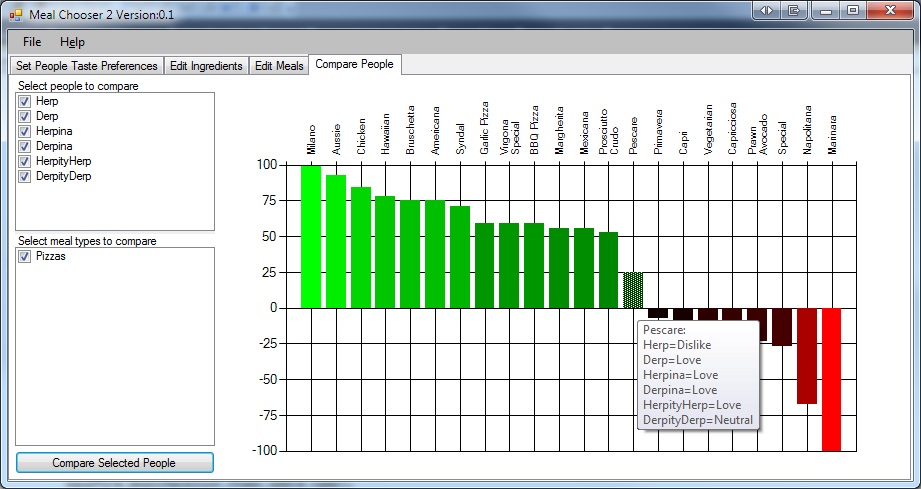 Meal Chooser 2 Version:0.1
File Help
Set People Taste Preferences Edit Ingredients Edit Meals Compare People
Select people to compare
Herp
Derp
Herpina
Derpina
HerpityHerp
DerpityDerp
Select meal types to compare
Pizzas
Compare Selected People
Milano
Aussie
Chicken
Hawaiian
Bruschetta
Americana
Syndal
Garlic Pizza
Virgona
Special
BBQ Pizza
Margherita
Mexicana
Prosciutto
Crudo
Pescare
Primavera
Capri
Vegetarian
Capricciosa
Prawn
Avocado
Special
Napolitana
Marinara
100
75
50
25
0
-25
-50
-75
-100
Pescare:
Herp=Dislike
Derp=Love
Herpina=Love
Derpina=Love
HerpityHerp=Love
DerpityDerp=Neutral